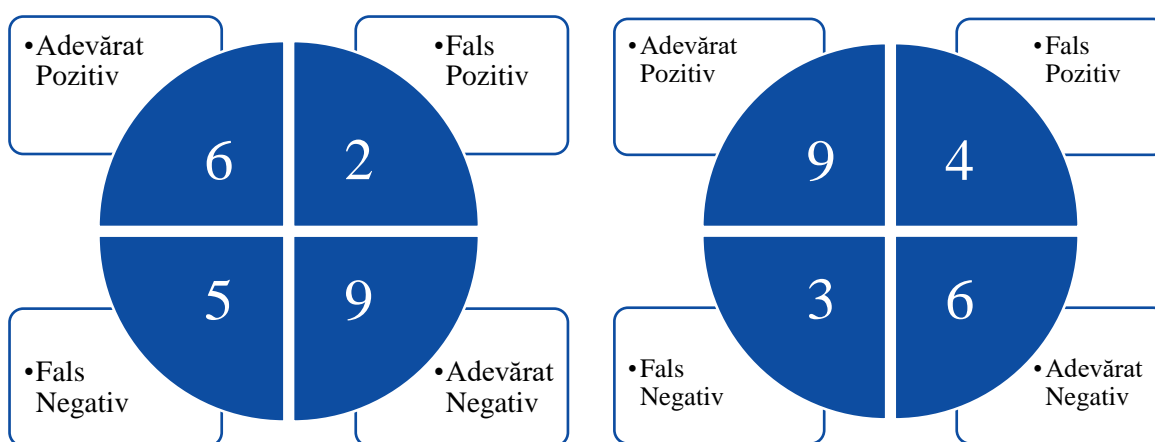 •Adevărat
Pozitiv
•Fals
Pozitiv
6
2
5
9
•Fals
Negativ
•Adevărat
Negativ
•Adevărat
Pozitiv
•Fals
Pozitiv
9
4
3
6
•Fals
Negativ
•Adevărat
Negativ